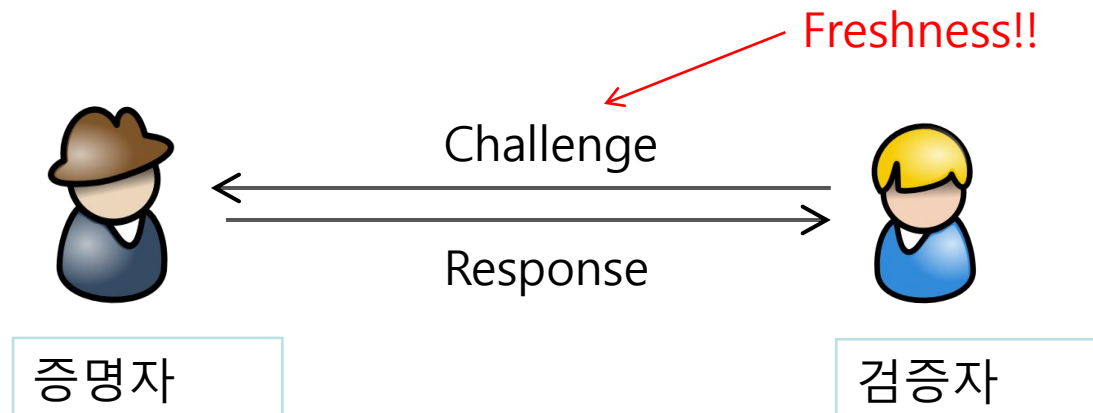 Freshness!!
Challenge
Response
증명자
검증자